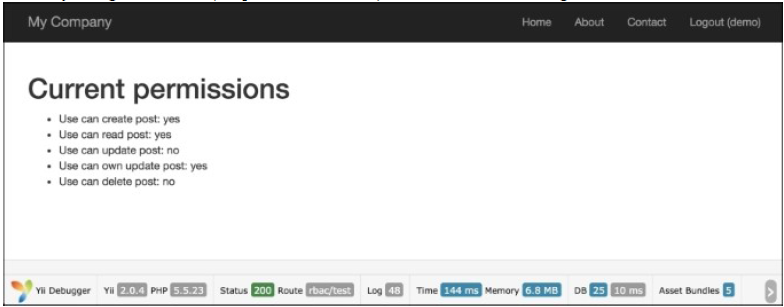 My Company Home About Contact Logout (demo)
Current permissions
Use can create post: yes
Use can read post: yes
Use can update post: no
Use can own update post: yes
Use can delete post: no
Yii Debugger Yii 2.0.4 PHP 5.5.23 Status 200 Route rbac/test Log 48 Time 144 ms Memory 6.8 MB DB 25 10 ms Asset Bundles 5